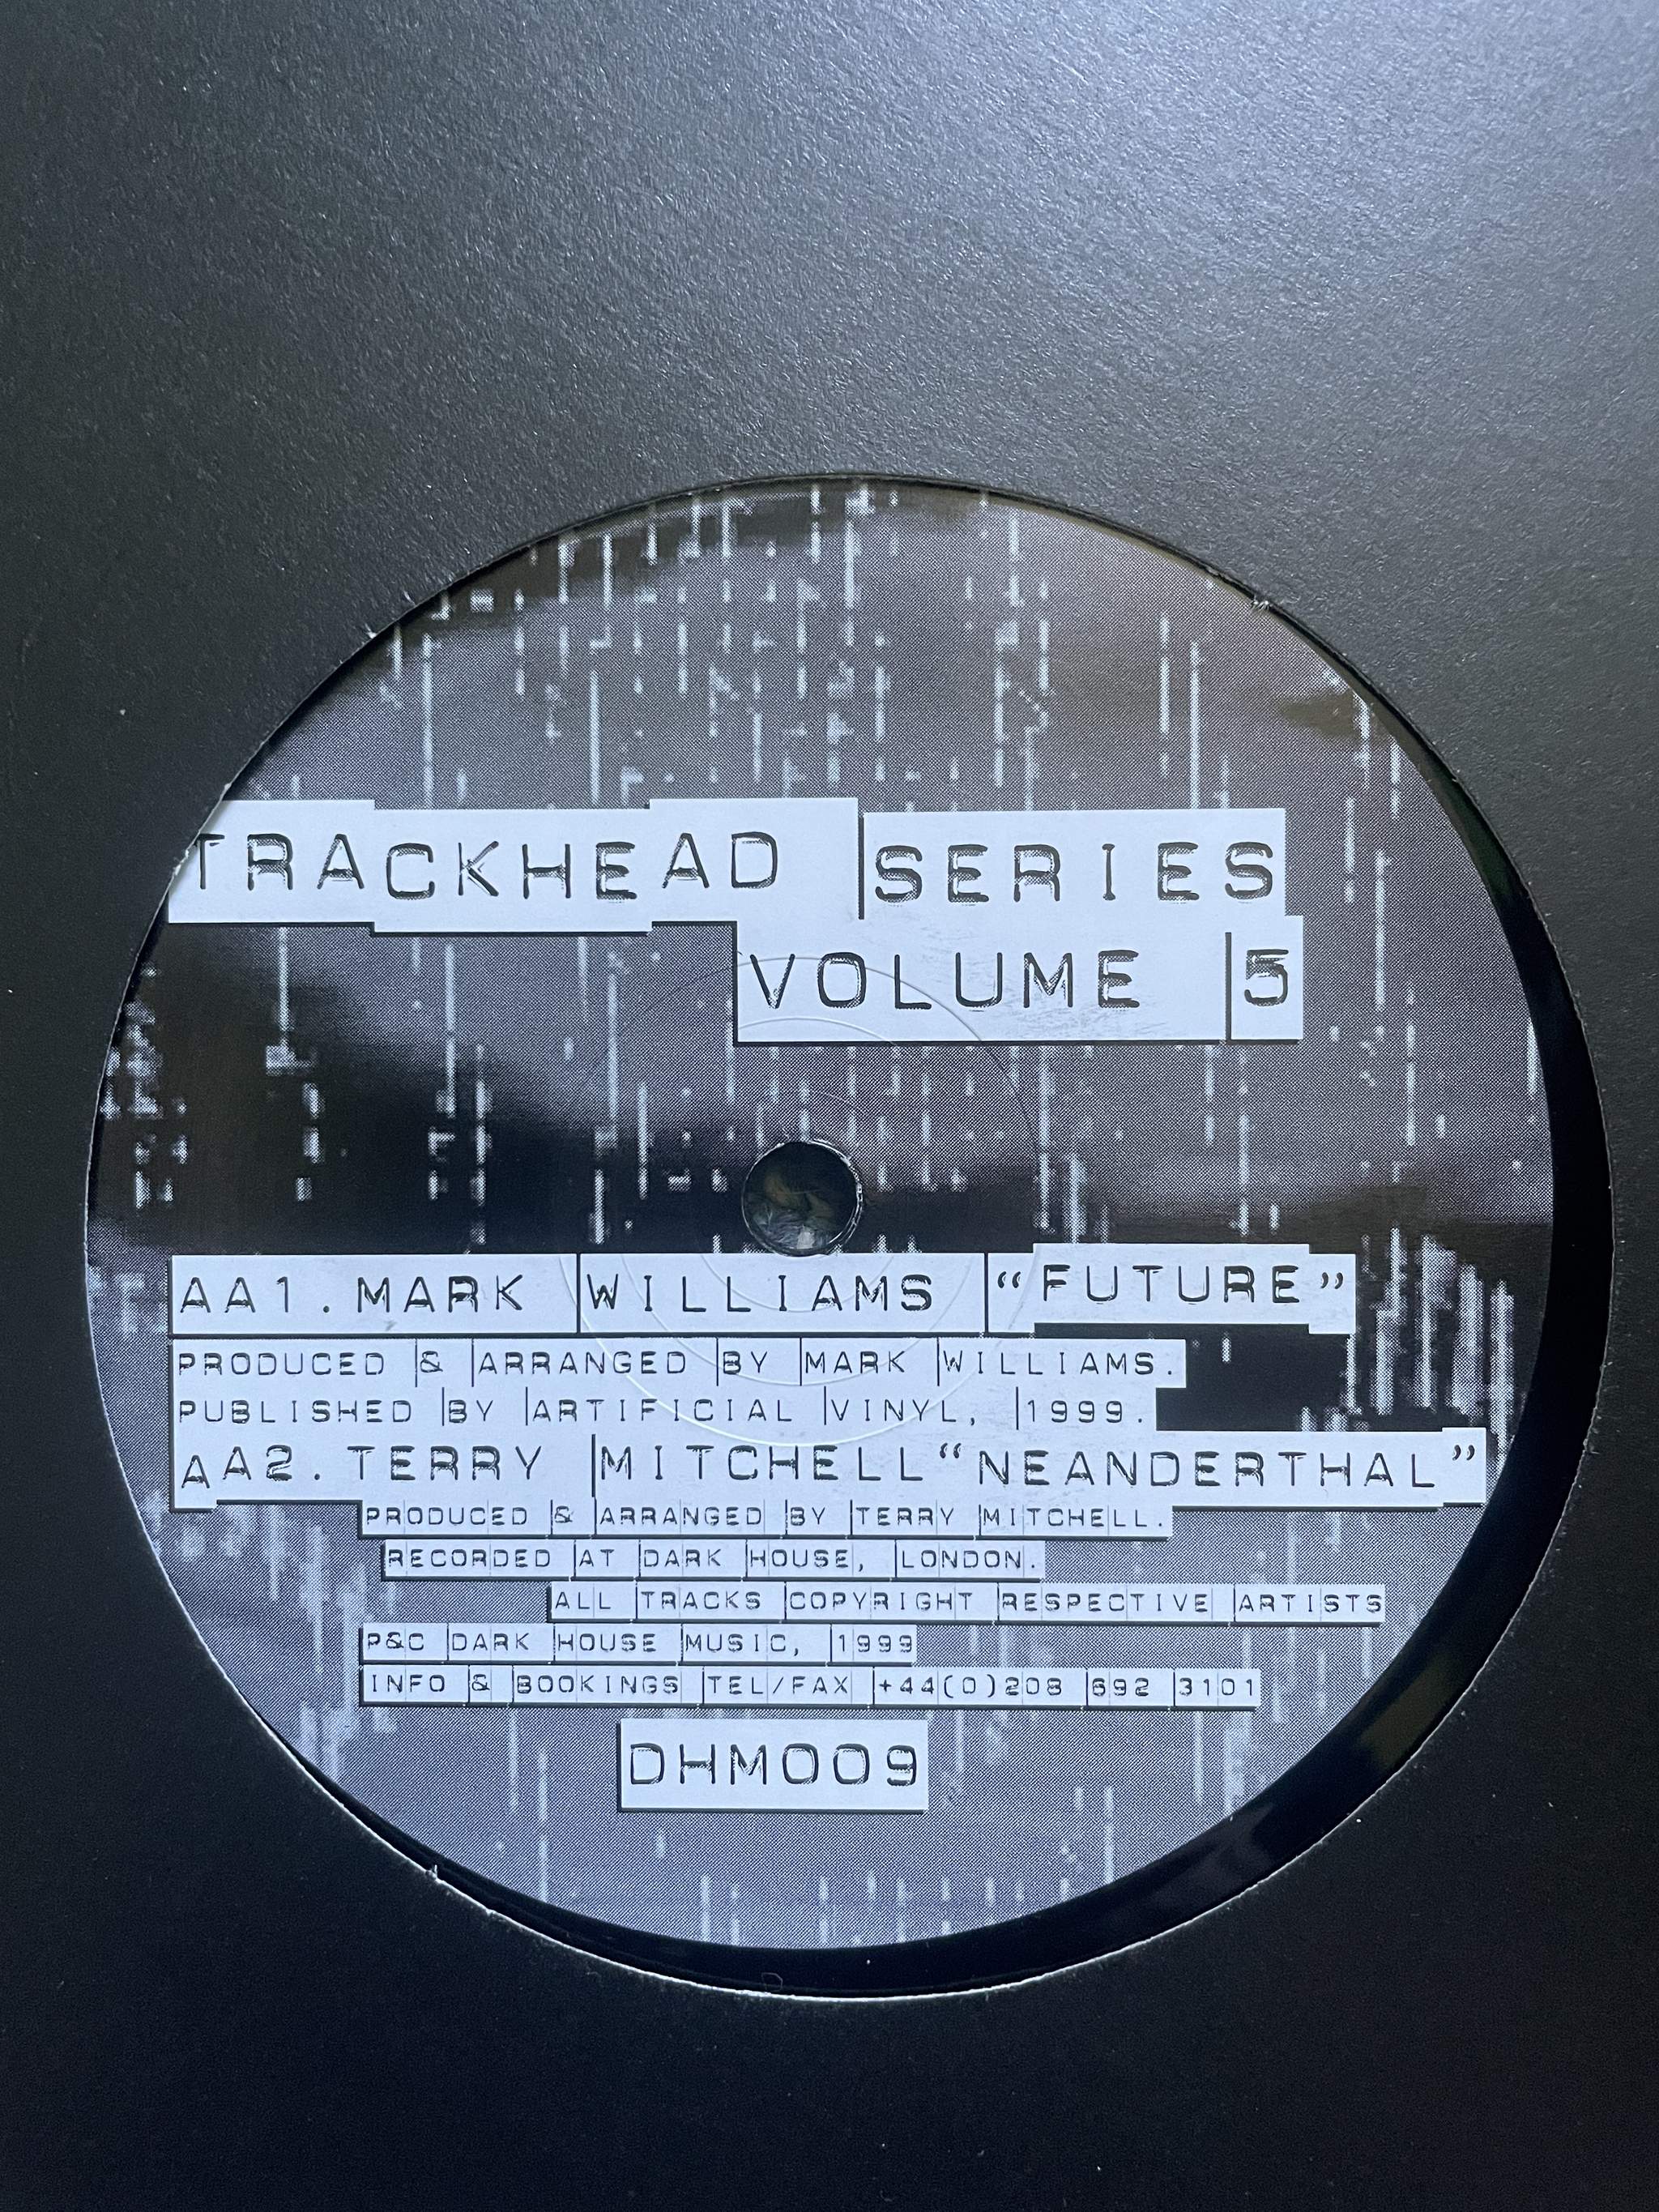 TRACKHEAD SERIES
VOLUME 5
AA1. MARK WILLIAMS “FUTURE”
PRODUCED & ARRANGED BY MARK WILLIAMS.
PUBLISHED BY ARTIFICIAL VINYL, 1999.
AA2. TERRY MITCHELL “NEANDERTHAL”
PRODUCED & ARRANGED BY TERRY MITCHELL.
RECORDED AT DARK HOUSE, LONDON.
ALL TRACKS COPYRIGHT RESPECTIVE ARTISTS
P&C DARK HOUSE MUSIC, 1999
INFO & BOOKINGS TEL/FAX +44(0)208 692 3101
DHM009